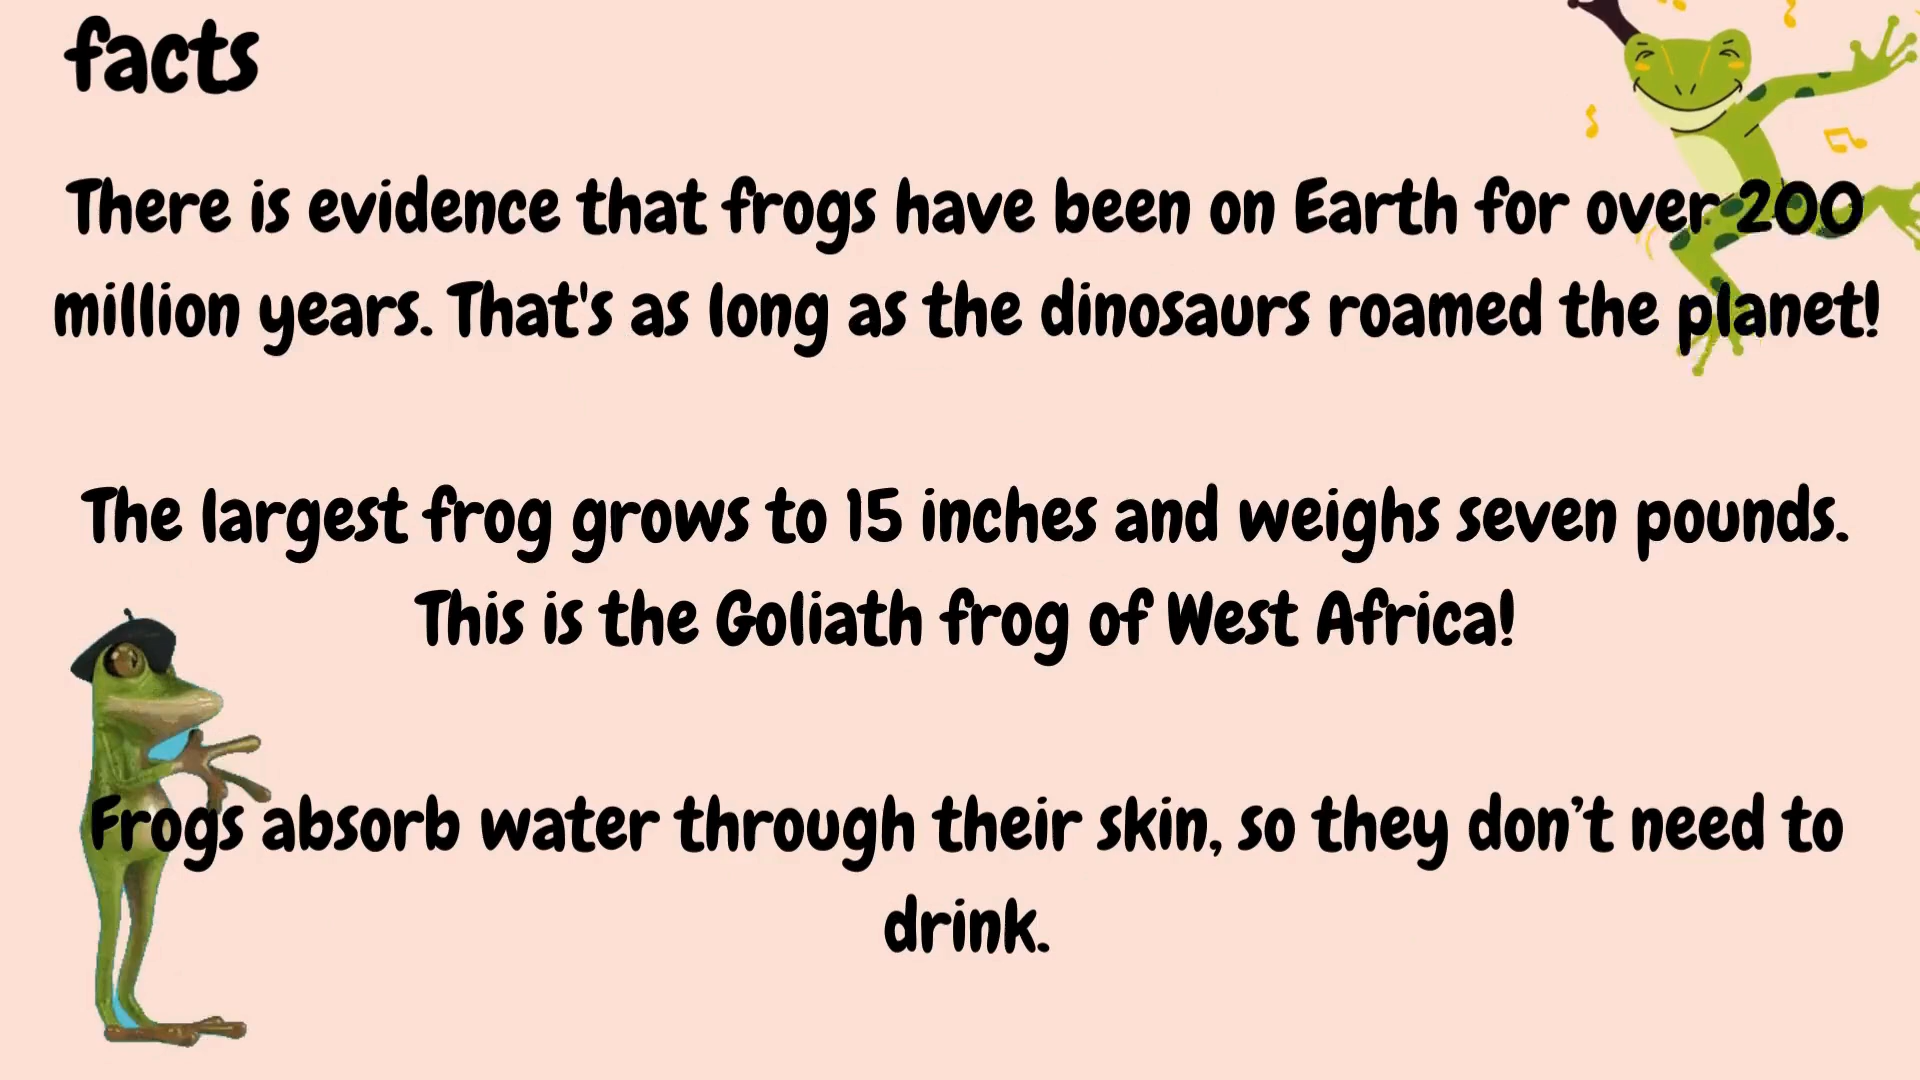 facts
There is evidence that frogs have been on Earth for over 200
million years. That's as long as the dinosaurs roamed the planet!
The largest frog grows to 15 inches and weighs seven pounds.
This is the Goliath frog of West Africa!
Frogs absorb water through their skin, so they don’t need to
drink.